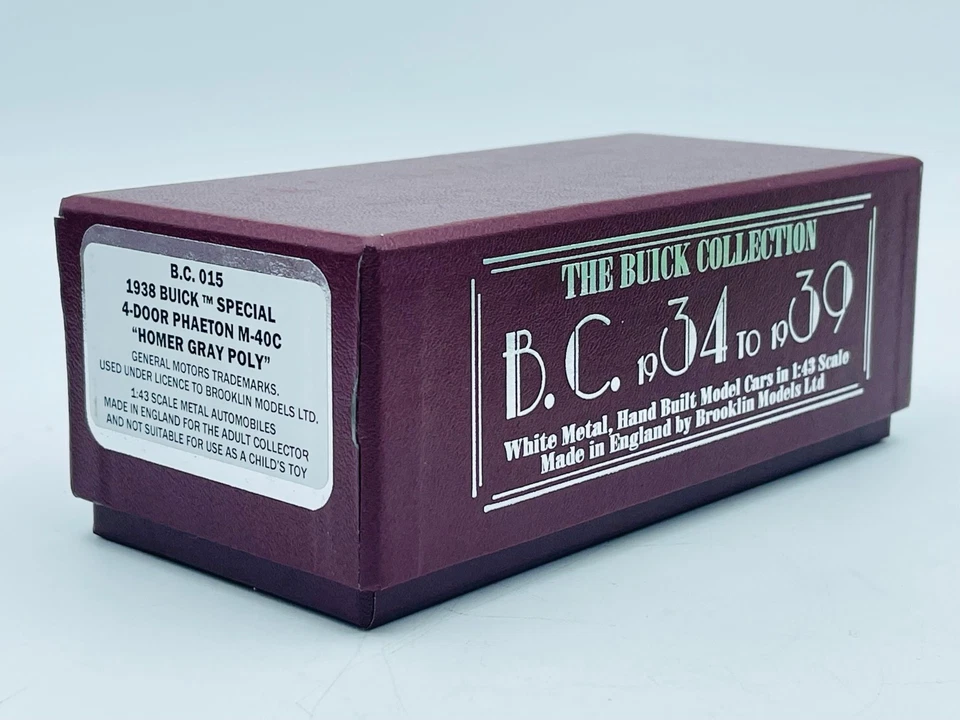 B.C. 015
1938 BUICK ™ SPECIAL
4-DOOR PHAETON M-40C
“HOMER GRAY POLY”
GENERAL MOTORS TRADEMARKS.
USED UNDER LICENCE TO BROOKLIN MODELS LTD.
1:43 SCALE METAL AUTOMOBILES
MADE IN ENGLAND FOR THE ADULT COLLECTOR
AND NOT SUITABLE FOR USE AS A CHILD'S TOY
THE BUICK COLLECTION
B.C. 1934 TO 1939
White Metal, Hand Built Model Cars in 1:43 Scale
Made in England by Brooklin Models Ltd